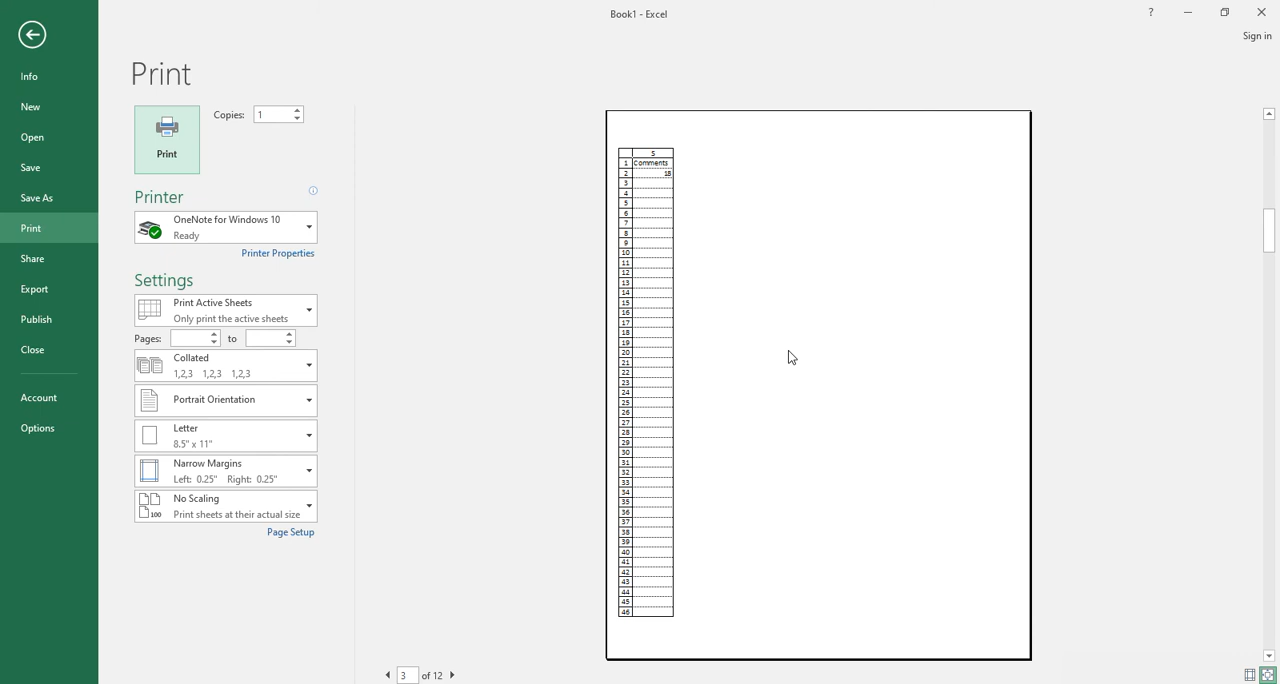 Book1 - Excel
?
Sign in
Info
New
Open
Save
Save As
Print
Share
Export
Publish
Close
Account
Options
Print
Print
Copies: 1
Printer
OneNote for Windows 10
Ready
Printer Properties
Settings
Print Active Sheets
Only print the active sheets
Pages: to
Collated
1,2,3 1,2,3 1,2,3
Portrait Orientation
Letter
8.5" x 11"
Narrow Margins
Left: 0.25" Right: 0.25"
No Scaling
100 Print sheets at their actual size
Page Setup
S
1 Comments
2 18
3
4
5
6
7
8
9
10
11
12
13
14
15
16
17
18
19
20
21
22
23
24
25
26
27
28
29
30
31
32
33
34
35
36
37
38
39
40
41
42
43
44
45
46
3 of 12